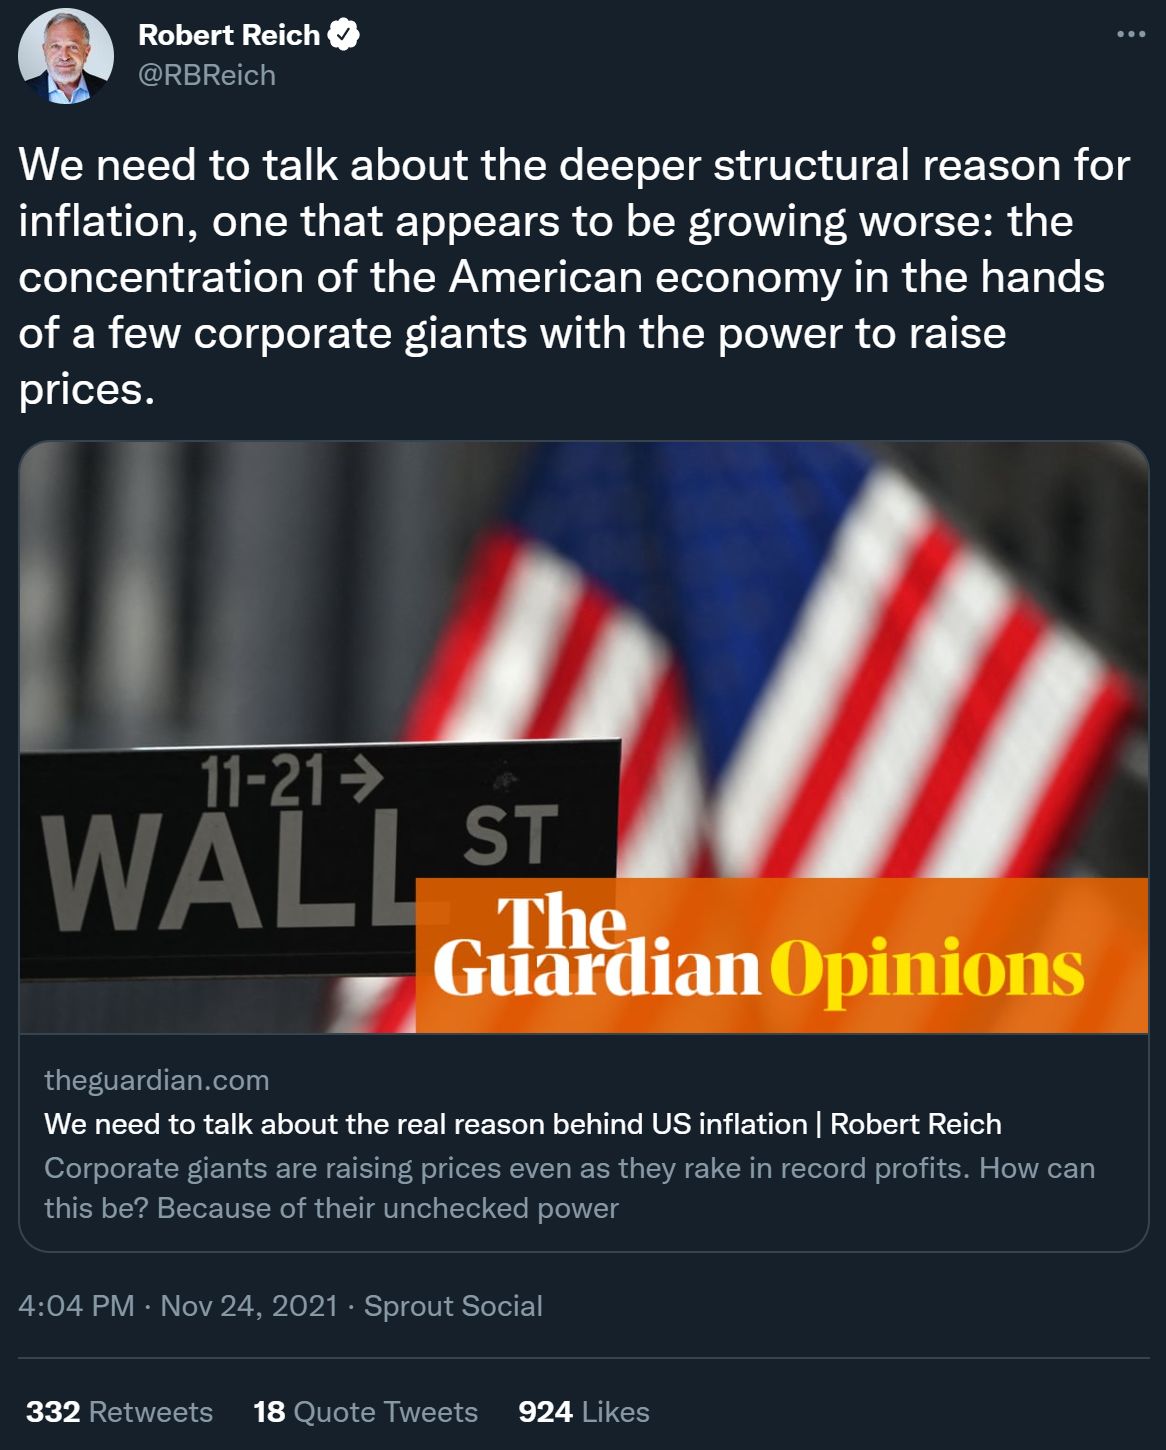 Robert Reich
@RBReich
We need to talk about the deeper structural reason for
inflation, one that appears to be growing worse: the
concentration of the American economy in the hands
of a few corporate giants with the power to raise
prices.
11-21→
WALL ST
The
Guardian Opinions
theguardian.com
We need to talk about the real reason behind US inflation | Robert Reich
Corporate giants are raising prices even as they rake in record profits. How can
this be? Because of their unchecked power
4:04 PM · Nov 24, 2021 · Sprout Social
332 Retweets 18 Quote Tweets 924 Likes